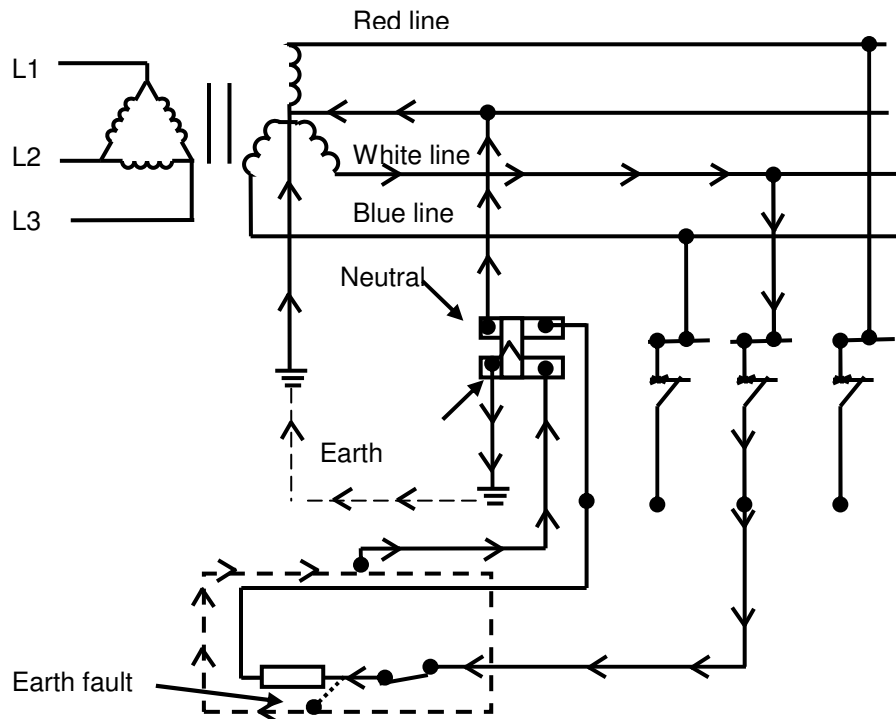 Red line
L1
L2
White line
L3
Blue line
Neutral
Earth
Earth fault